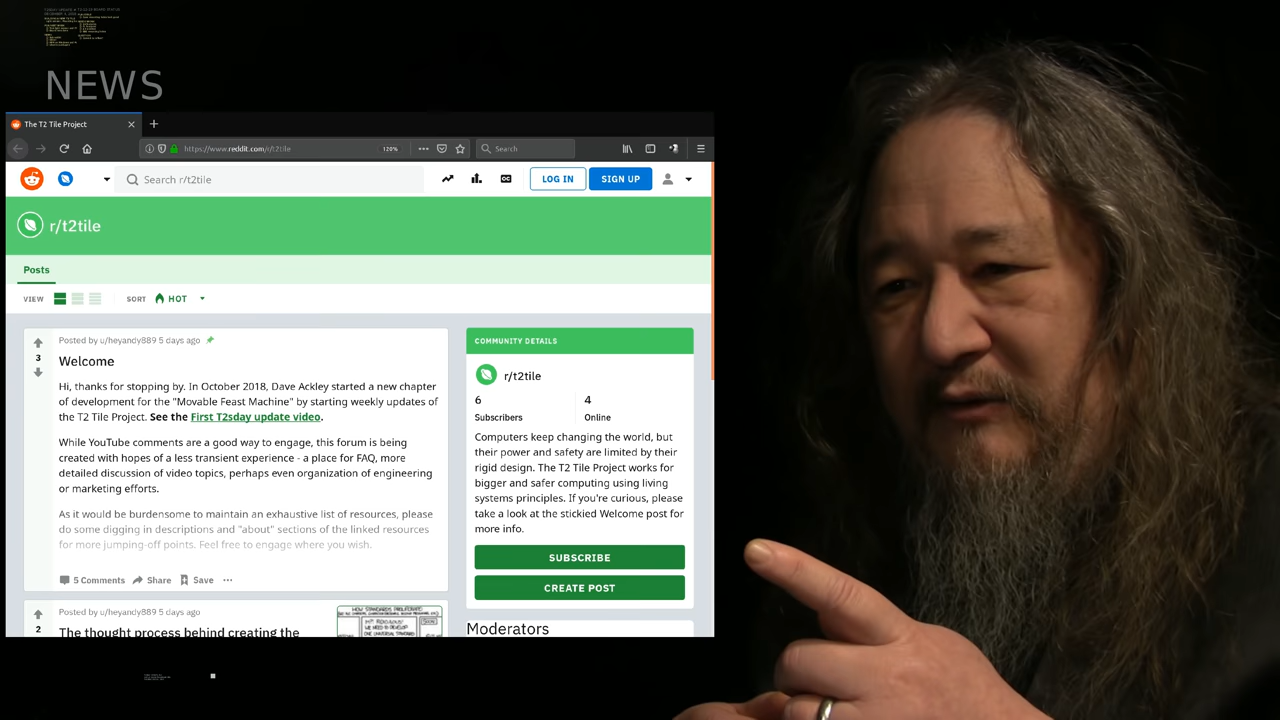 NEWS
The T2 Tile Project
https://www.reddit.com/r/t2tile
120%
Search
Search r/t2tile
LOG IN
SIGN UP
r/t2tile
Posts
VIEW
SORT
HOT
Posted by u/heyandy889 5 days ago
3
Welcome
Hi, thanks for stopping by. In October 2018, Dave Ackley started a new chapter
of development for the "Movable Feast Machine" by starting weekly updates of
the T2 Tile Project. See the First T2sday update video.
While YouTube comments are a good way to engage, this forum is being
created with hopes of a less transient experience - a place for FAQ, more
detailed discussion of video topics, perhaps even organization of engineering
or marketing efforts.
As it would be burdensome to maintain an exhaustive list of resources, please
do some digging in descriptions and "about" sections of the linked resources
for more jumping-off points. Feel free to engage where you wish.
5 Comments
Share
Save
Posted by u/heyandy889 5 days ago
2
The thought process behind creating the
HOW STANDARDS PROLIFERATE:
COMMUNITY DETAILS
r/t2tile
6
4
Subscribers
Online
Computers keep changing the world, but
their power and safety are limited by their
rigid design. The T2 Tile Project works for
bigger and safer computing using living
systems principles. If you're curious, please
take a look at the stickied Welcome post for
more info.
SUBSCRIBE
CREATE POST
Moderators